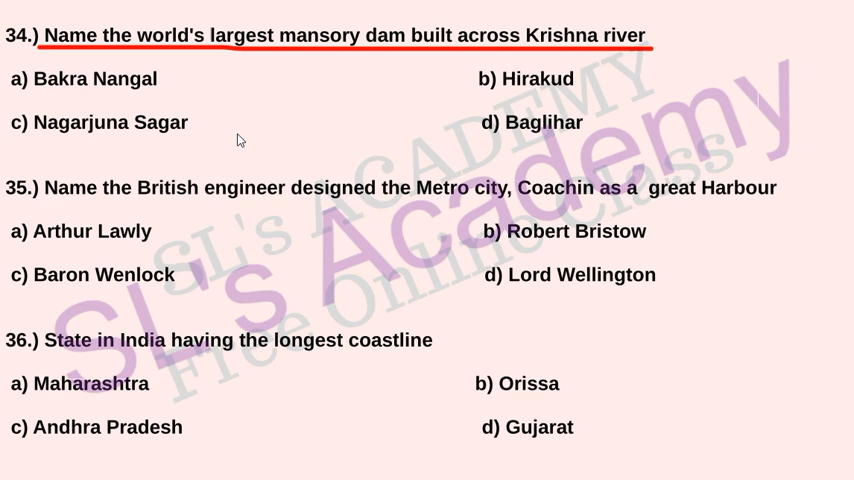 34.) Name the world's largest mansory dam built across Krishna river
a) Bakra Nangal b) Hirakud
c) Nagarjuna Sagar d) Baglihar
35.) Name the British engineer designed the Metro city, Coachin as a great Harbour
a) Arthur Lawly b) Robert Bristow
c) Baron Wenlock d) Lord Wellington
36.) State in India having the longest coastline
a) Maharashtra b) Orissa
c) Andhra Pradesh d) Gujarat
SL's ACADEMY
SL's Academy
Free Online Class